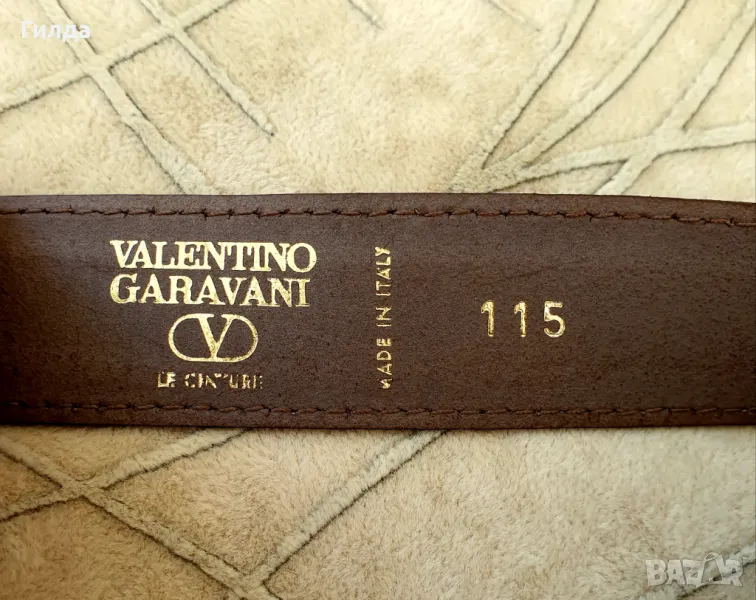 Гилда
VALENTINO
GARAVANI
V
LE CINTURE
MADE IN ITALY
115
BAZAR